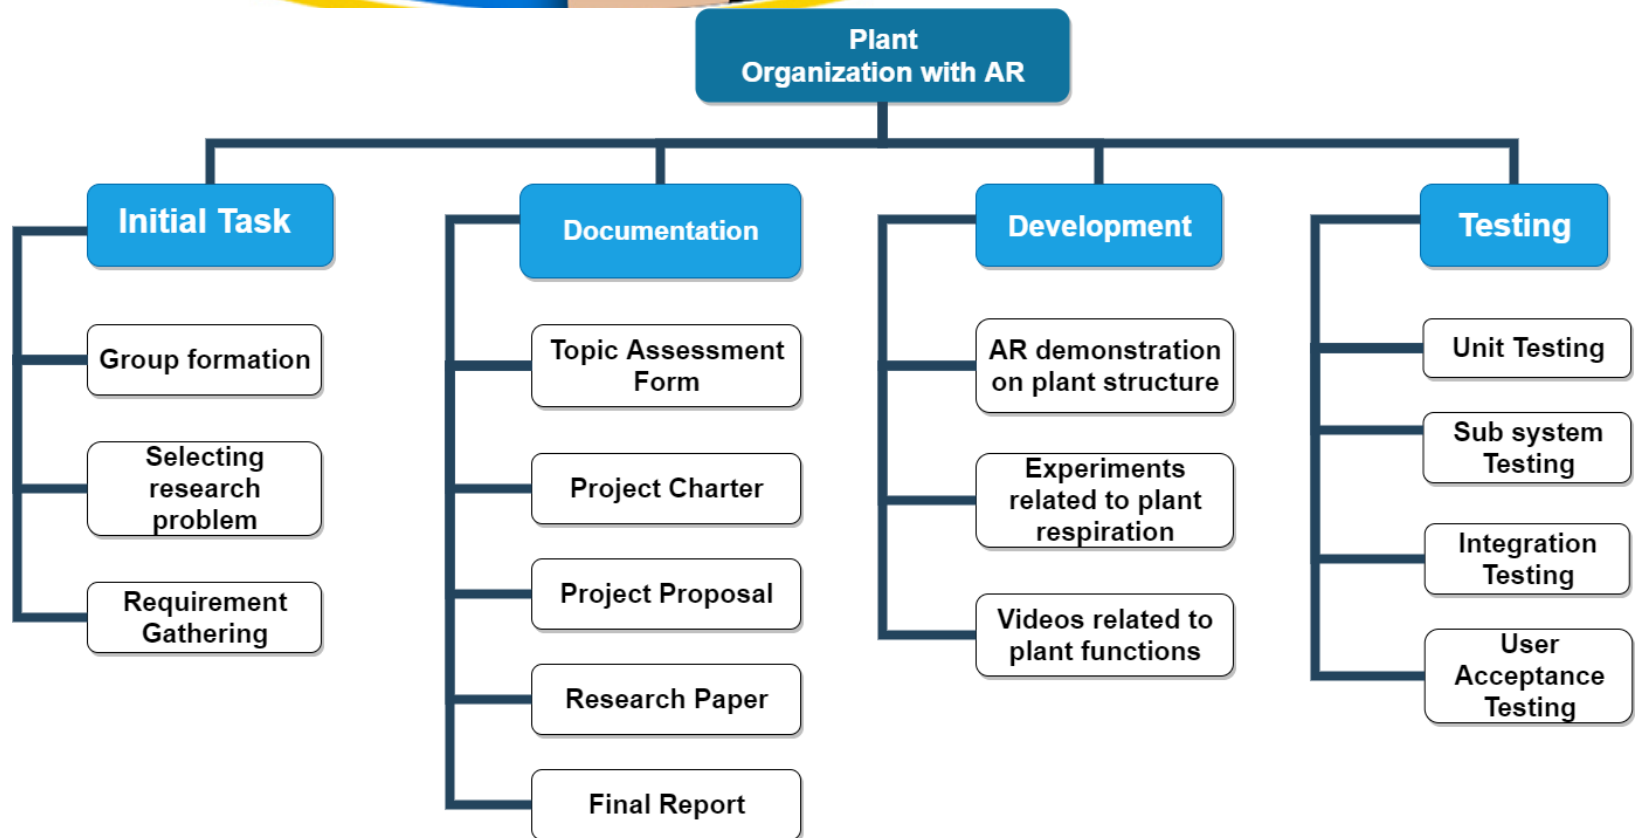 Plant
Organization with AR
Initial Task
Group formation
Selecting
research
problem
Requirement
Gathering
Documentation
Topic Assessment
Form
Project Charter
Project Proposal
Research Paper
Final Report
Development
AR demonstration
on plant structure
Experiments
related to plant
respiration
Videos related to
plant functions
Testing
Unit Testing
Sub system
Testing
Integration
Testing
User
Acceptance
Testing